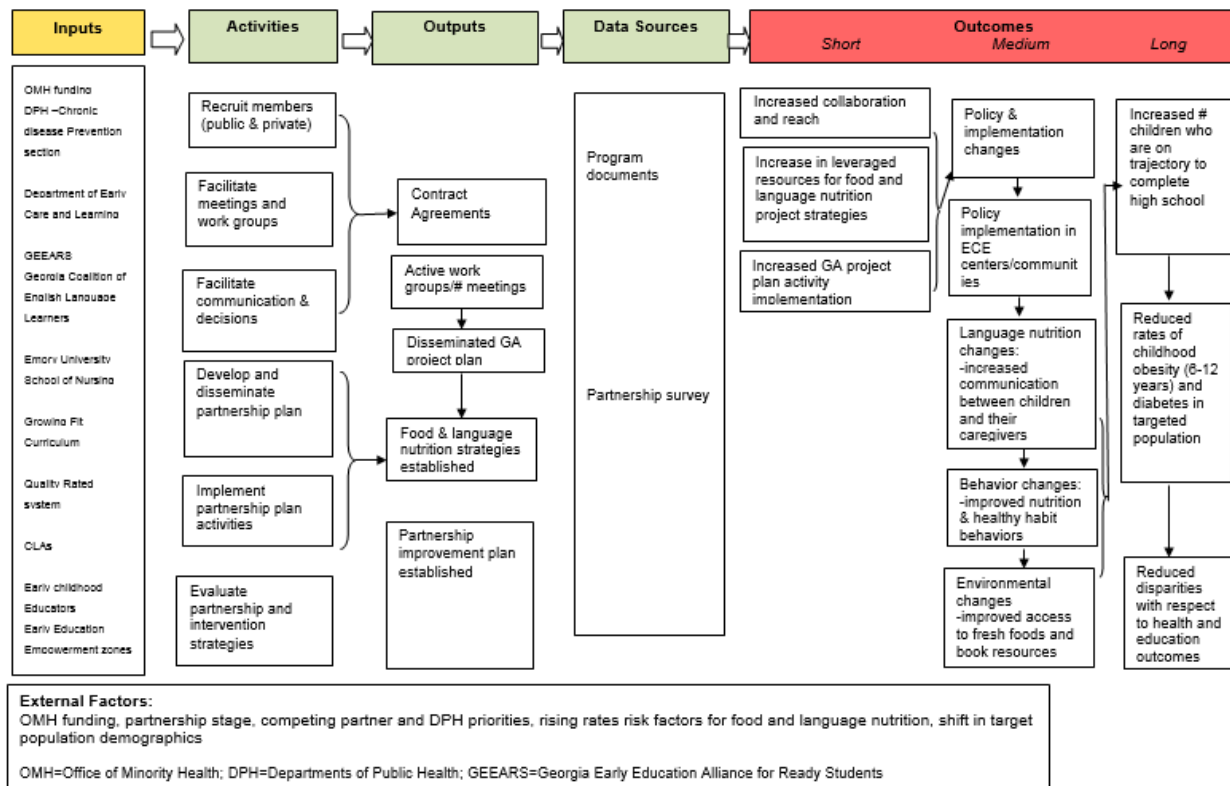 Inputs
Activities
Outputs
Data Sources
Outcomes
Short
Medium
Long
OMH funding
DPH –Chronic
disease Prevention
section
Department of Early
Care and Learning
GEEARS
Georgia Coalition of
English Language
Learners
Emory University
School of Nursing
Growing Fit
Curriculum
Quality Rated
system
CLAs
Early childhood
Educators
Early Education
Empowerment zones
Recruit members
(public & private)
Facilitate
meetings and
work groups
Facilitate
communication &
decisions
Develop and
disseminate
partnership plan
Implement
partnership plan
activities
Evaluate
partnership and
intervention
strategies
Contract
Agreements
Active work
groups/# meetings
Disseminated GA
project plan
Food & language
nutrition strategies
established
Partnership
improvement plan
established
Program
documents
Partnership survey
Increased collaboration
and reach
Increase in leveraged
resources for food and
language nutrition
project strategies
Increased GA project
plan activity
implementation
Policy &
implementation
changes
Policy
implementation in
ECE
centers/communit
ies
Language nutrition
changes:
-increased
communication
between children
and their
caregivers
Behavior changes:
-improved nutrition
& healthy habit
behaviors
Environmental
changes
-improved access
to fresh foods and
book resources
Increased #
children who
are on
trajectory to
complete
high school
Reduced
rates of
childhood
obesity (6-12
years) and
diabetes in
targeted
population
Reduced
disparities
with respect
to health and
education
outcomes
External Factors:
OMH funding, partnership stage, competing partner and DPH priorities, rising rates risk factors for food and language nutrition, shift in target
population demographics
OMH=Office of Minority Health; DPH=Departments of Public Health; GEEARS=Georgia Early Education Alliance for Ready Students